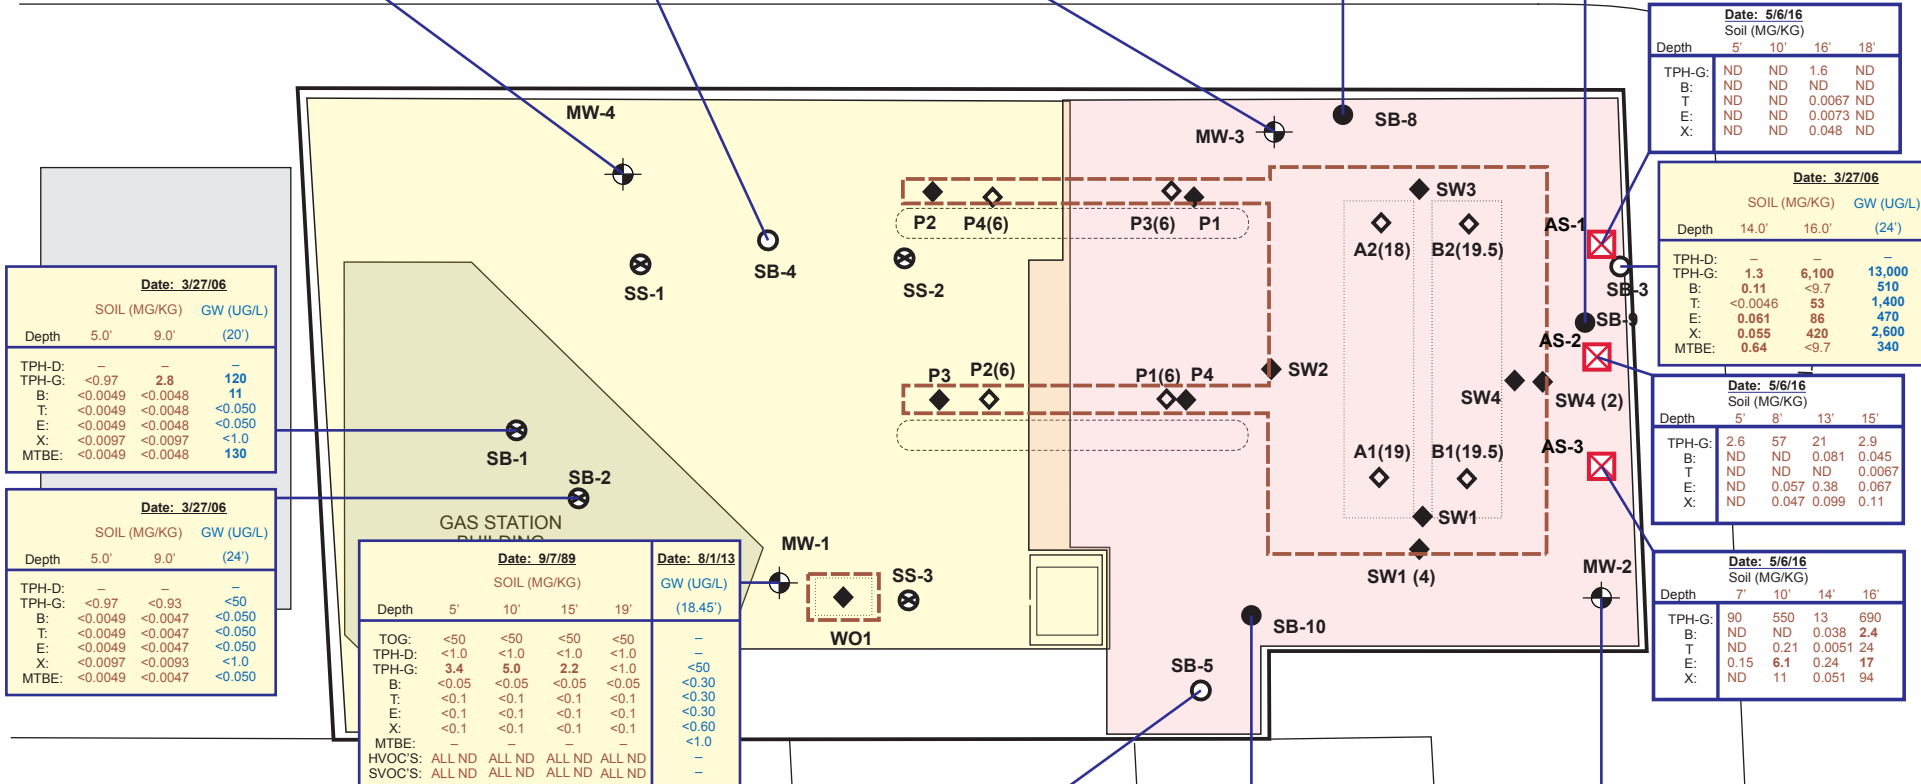 Date: 5/6/16
Soil (MG/KG)
Depth 5' 10' 16' 18'
TPH-G: ND ND 1.6 ND
B: ND ND ND ND
T ND ND 0.0067 ND
E: ND ND 0.0073 ND
X: ND ND 0.048 ND
Date: 3/27/06
SOIL (MG/KG) GW (UG/L)
Depth 14.0' 16.0' (24')
TPH-D: – – –
TPH-G: 1.3 6,100 13,000
B: 0.11 <9.7 510
T: <0.0046 53 1,400
E: 0.061 86 470
X: 0.055 420 2,600
MTBE: 0.64 <9.7 340
Date: 5/6/16
Soil (MG/KG)
Depth 5' 8' 13' 15'
TPH-G: 2.6 57 21 2.9
B: ND ND 0.081 0.045
T ND ND ND 0.0067
E: ND 0.057 0.38 0.067
X: ND 0.047 0.099 0.11
Date: 5/6/16
Soil (MG/KG)
Depth 7' 10' 14' 16'
TPH-G: 90 550 13 690
B: ND ND 0.038 2.4
T ND 0.21 0.0051 24
E: 0.15 6.1 0.24 17
X: ND 11 0.051 94
Date: 3/27/06
SOIL (MG/KG) GW (UG/L)
Depth 5.0' 9.0' (20')
TPH-D: – – –
TPH-G: <0.97 2.8 120
B: <0.0049 <0.0048 11
T: <0.0049 <0.0048 <0.050
E: <0.0049 <0.0048 <0.050
X: <0.0097 <0.0097 <1.0
MTBE: <0.0049 <0.0048 130
Date: 3/27/06
SOIL (MG/KG) GW (UG/L)
Depth 5.0' 9.0' (24')
TPH-D: – – –
TPH-G: <0.97 <0.93 <50
B: <0.0049 <0.0047 <0.050
T: <0.0049 <0.0047 <0.050
E: <0.0049 <0.0047 <0.050
X: <0.0097 <0.0093 <1.0
MTBE: <0.0049 <0.0047 <0.050
Date: 9/7/89 Date: 8/1/13
SOIL (MG/KG) GW (UG/L)
Depth 5' 10' 15' 19' (18.45')
TOG: <50 <50 <50 <50 –
TPH-D: <1.0 <1.0 <1.0 <1.0 –
TPH-G: 3.4 5.0 2.2 <1.0 <50
B: <0.05 <0.05 <0.05 <0.05 <0.30
T: <0.1 <0.1 <0.1 <0.1 <0.30
E: <0.1 <0.1 <0.1 <0.1 <0.30
X: <0.1 <0.1 <0.1 <0.1 <0.60
MTBE: – – – – <1.0
HVOC'S: ALL ND ALL ND ALL ND ALL ND –
SVOC'S: ALL ND ALL ND ALL ND ALL ND –
MW-4
MW-3
SB-8
SW3
P2
P4(6)
P3(6)
P1
A2(18)
B2(19.5)
AS-1
SB-4
SS-1
SS-2
SB-3
SB-9
AS-2
P3
P2(6)
P1(6)
P4
SW2
SW4
SW4 (2)
AS-3
SB-1
SB-2
A1(19)
B1(19.5)
SW1
GAS STATION
BUILDING
MW-1
SS-3
WO1
SW1 (4)
MW-2
SB-10
SB-5